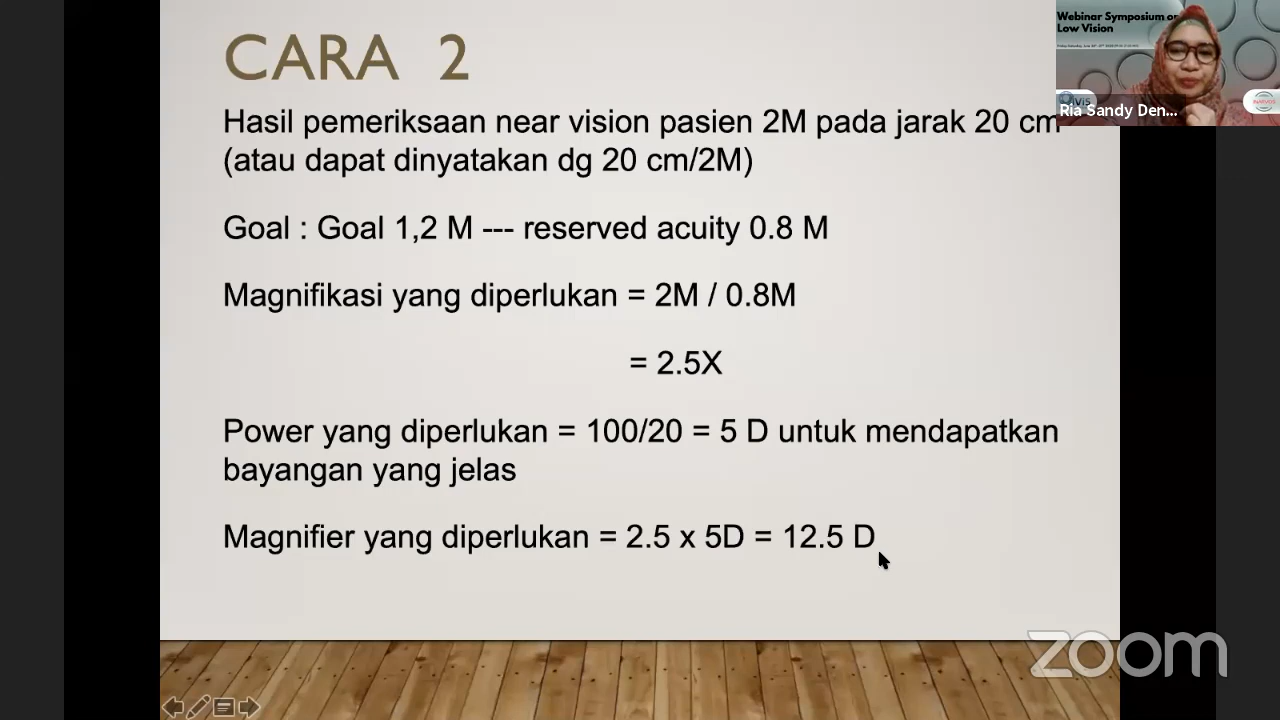 CARA 2
Hasil pemeriksaan near vision pasien 2M pada jarak 20 cm
(atau dapat dinyatakan dg 20 cm/2M)
Goal : Goal 1,2 M --- reserved acuity 0.8 M
Magnifikasi yang diperlukan = 2M / 0.8M
= 2.5X
Power yang diperlukan = 100/20 = 5 D untuk mendapatkan
bayangan yang jelas
Magnifier yang diperlukan = 2.5 x 5D = 12.5 D
Webinar Symposium on
Low Vision
Ria Sandy Den...
zoom